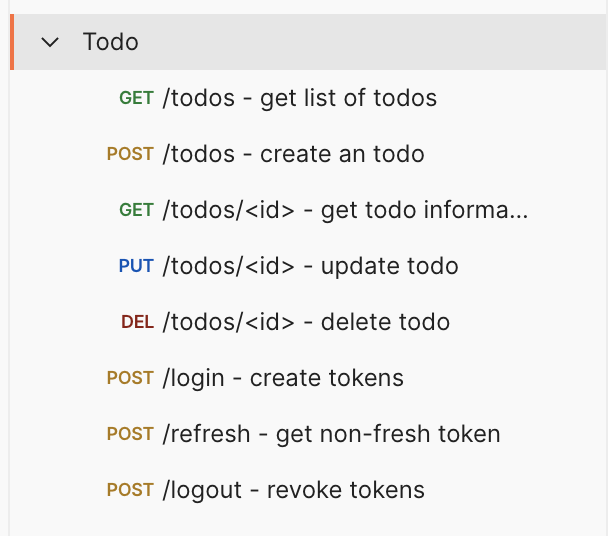 Todo
GET /todos - get list of todos
POST /todos - create an todo
GET /todos/<id> - get todo informa...
PUT /todos/<id> - update todo
DEL /todos/<id> - delete todo
POST /login - create tokens
POST /refresh - get non-fresh token
POST /logout - revoke tokens